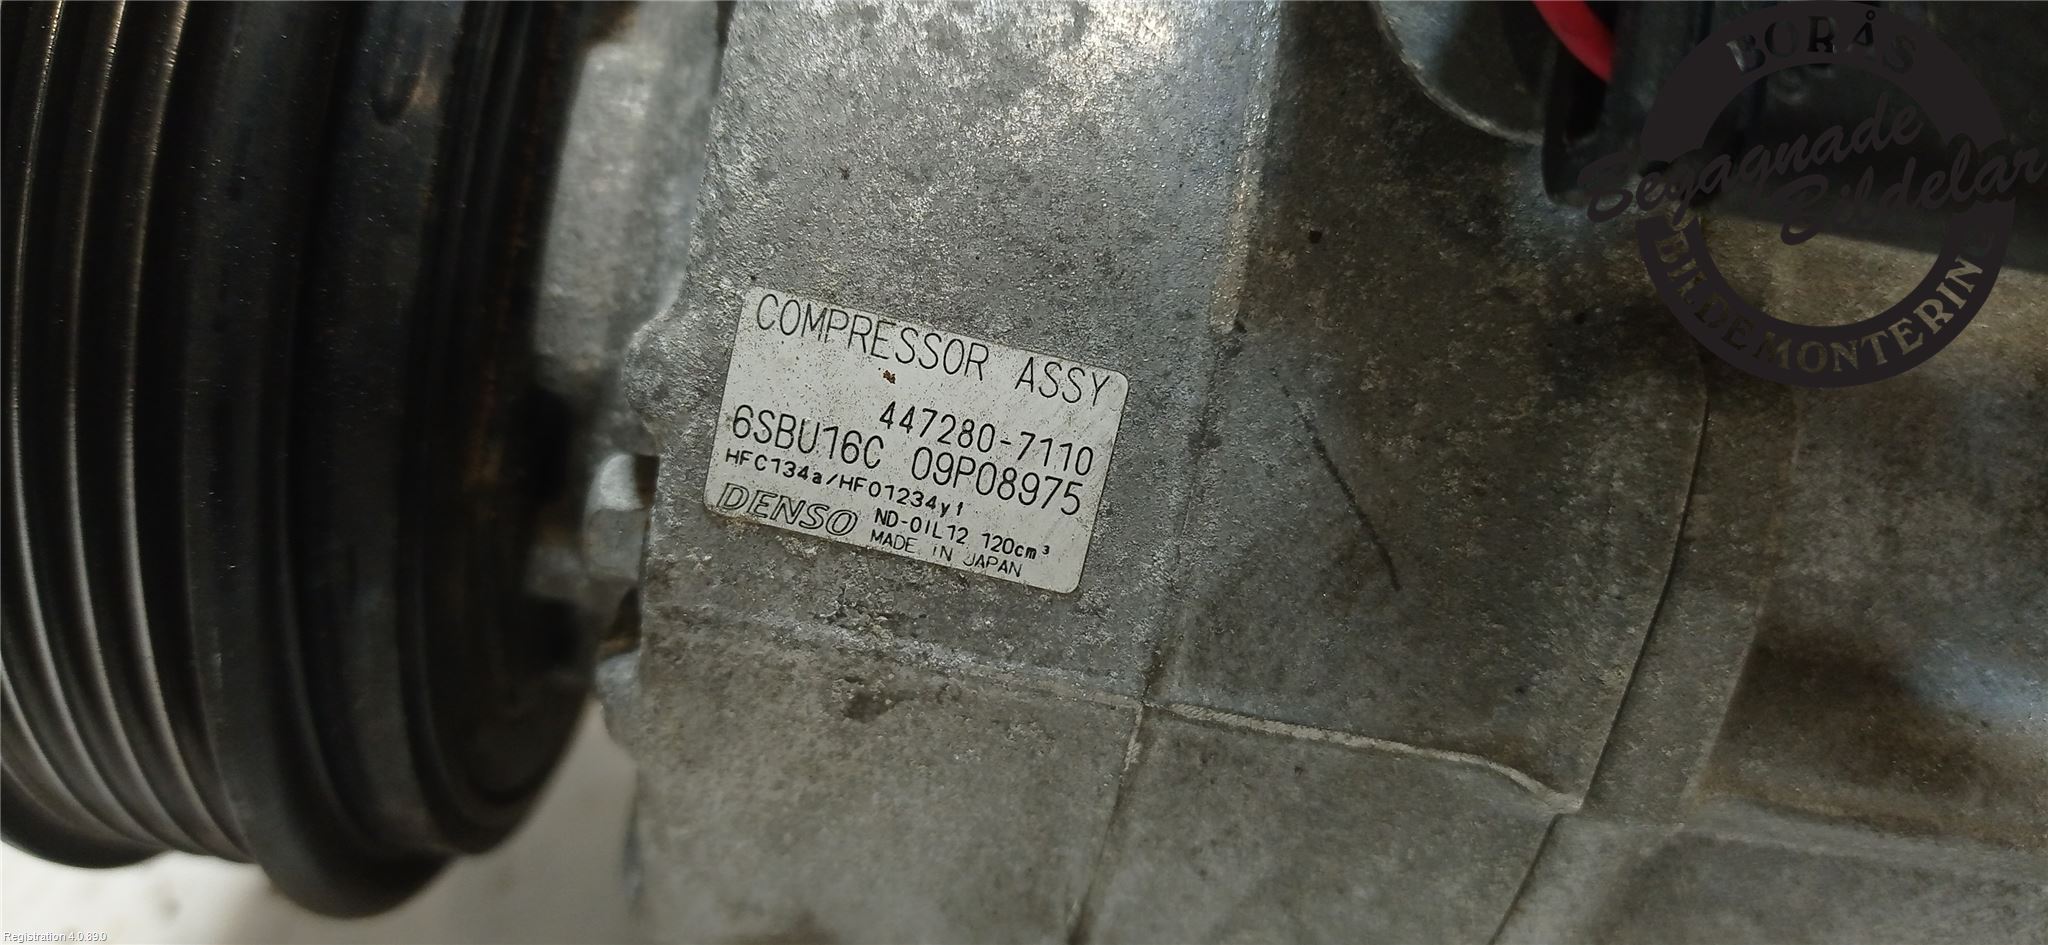 BORÅS
Begagnade
Bildelar
BILDEMONTERIN
COMPRESSOR ASSY
447280-7110
6SBU16C 09P08975
HFC134a/HFO1234yf
DENSO
ND-OIL12 120cm³
MADE IN JAPAN
Registration 4.0.89.0